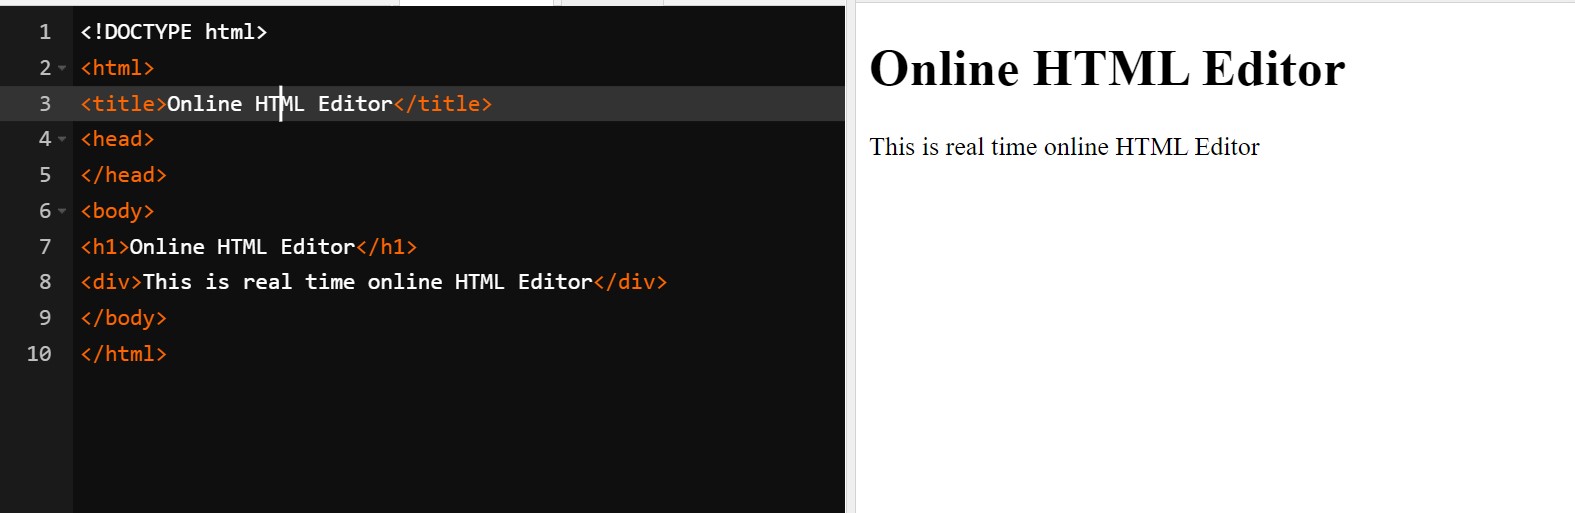 1 <!DOCTYPE html>
2 <html>
3 <title>Online HTML Editor</title>
4 <head>
5 </head>
6 <body>
7 <h1>Online HTML Editor</h1>
8 <div>This is real time online HTML Editor</div>
9 </body>
10 </html>
Online HTML Editor
This is real time online HTML Editor